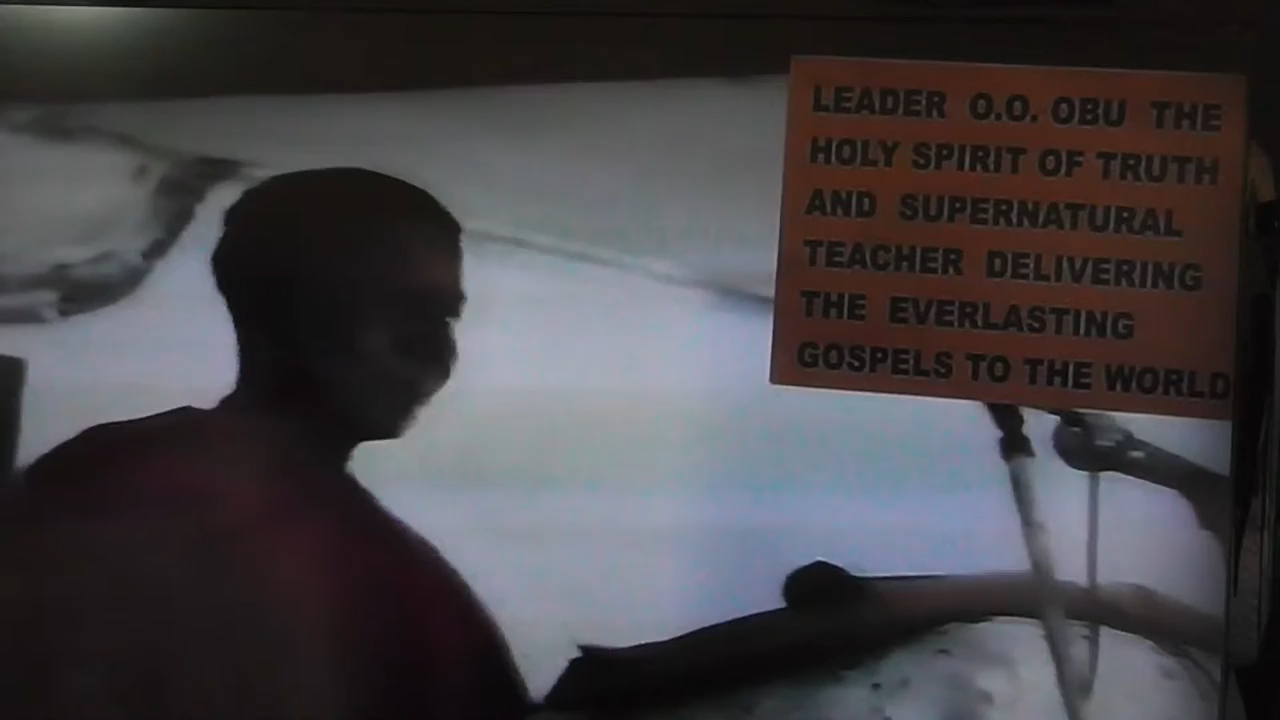 LEADER O.O. OBU THE
HOLY SPIRIT OF TRUTH
AND SUPERNATURAL
TEACHER DELIVERING
THE EVERLASTING
GOSPELS TO THE WORLD